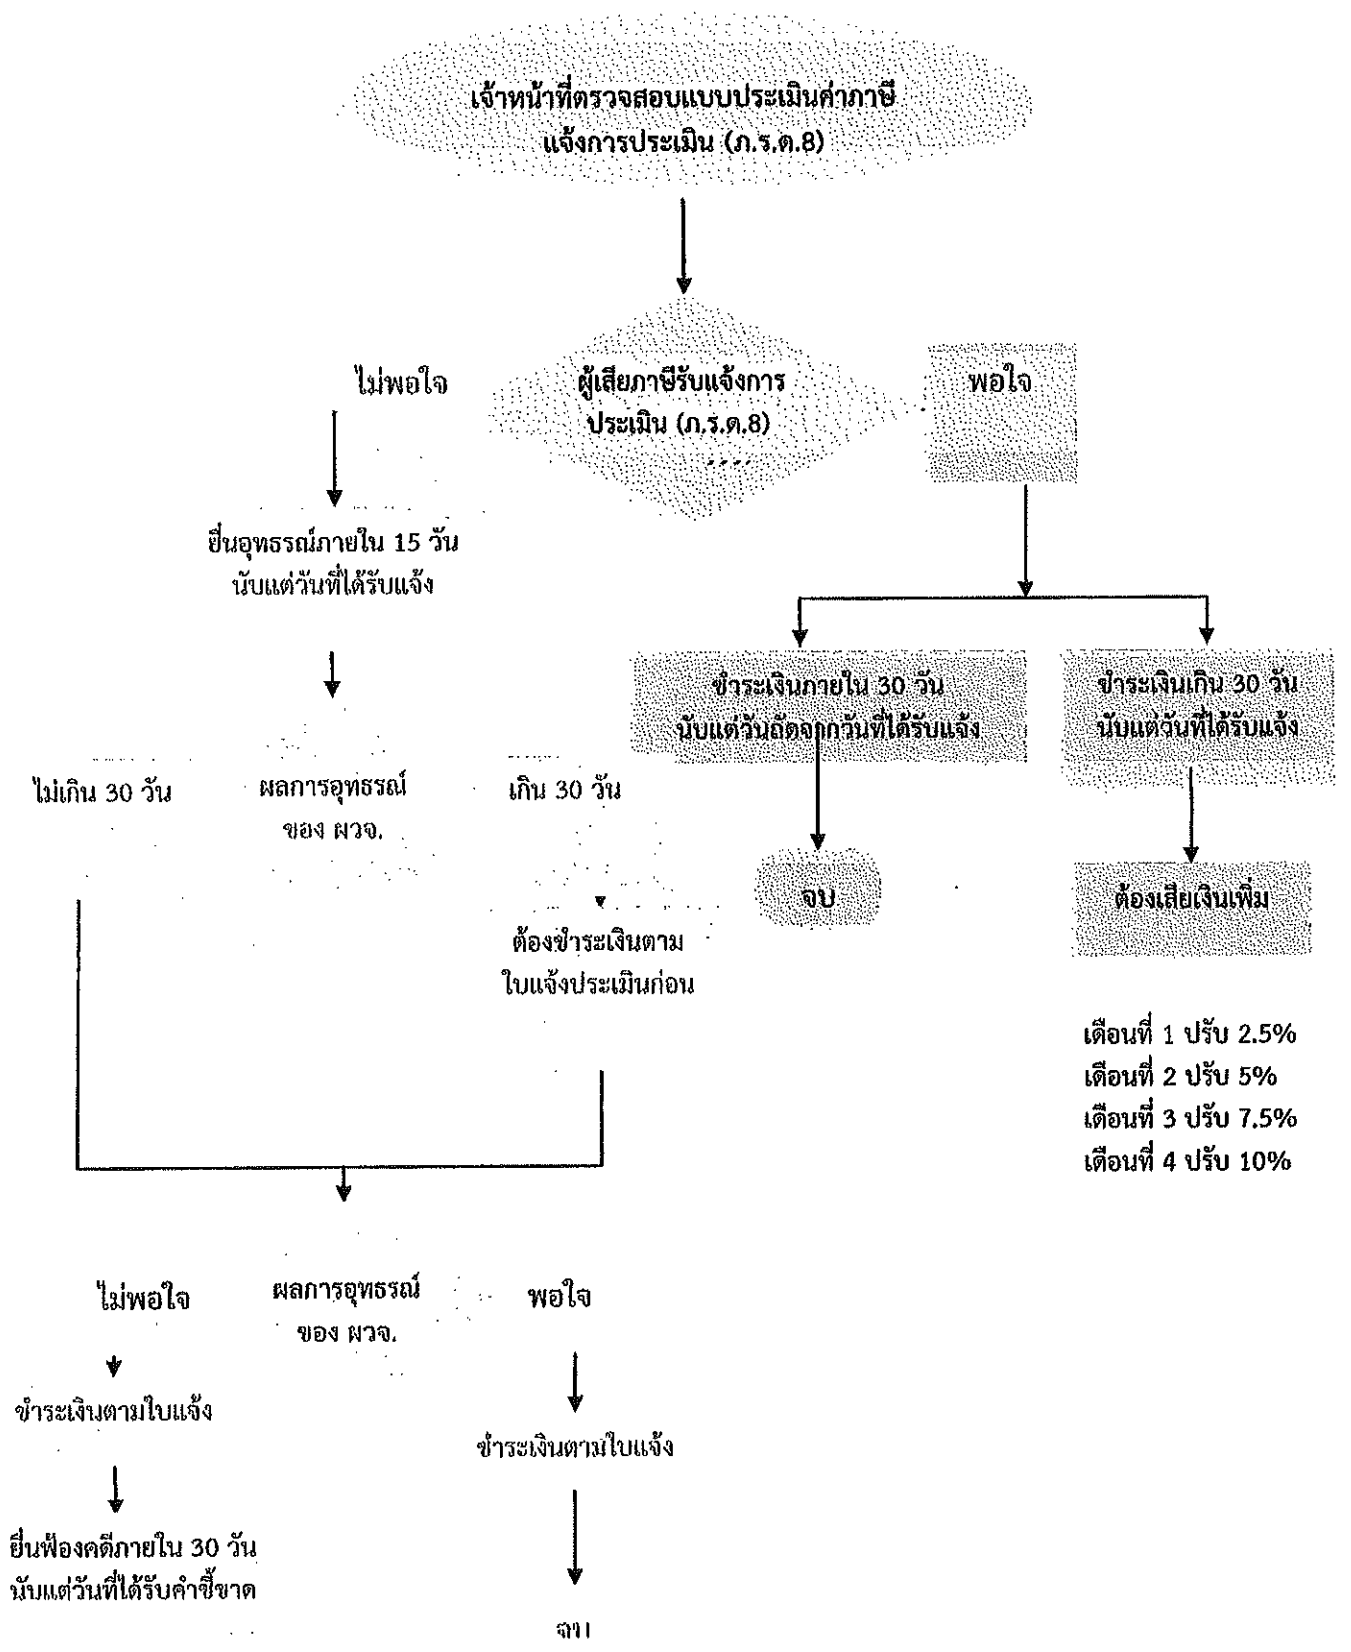 เจ้าหน้าที่ตรวจสอบแบบประเมินค่าภาษี
แจ้งการประเมิน (ภ.ร.ด.8)
ไม่พอใจ
ผู้เสียภาษีรับแจ้งการ
ประเมิน (ภ.ร.ด.8)
พอใจ
ยื่นอุทธรณ์ภายใน 15 วัน
นับแต่วันที่ได้รับแจ้ง
ชำระเงินภายใน 30 วัน
นับแต่วันถัดจากวันที่ได้รับแจ้ง
ชำระเงินเกิน 30 วัน
นับแต่วันที่ได้รับแจ้ง
ไม่เกิน 30 วัน
ผลการอุทธรณ์
ของ ผวจ.
เกิน 30 วัน
จบ
ต้องเสียเงินเพิ่ม
ต้องชำระเงินตาม
ใบแจ้งประเมินก่อน
เดือนที่ 1 ปรับ 2.5%
เดือนที่ 2 ปรับ 5%
เดือนที่ 3 ปรับ 7.5%
เดือนที่ 4 ปรับ 10%
ไม่พอใจ
ผลการอุทธรณ์
ของ ผวจ.
พอใจ
ชำระเงินตามใบแจ้ง
ชำระเงินตามใบแจ้ง
ยื่นฟ้องคดีภายใน 30 วัน
นับแต่วันที่ได้รับคำชี้ขาด
จบ